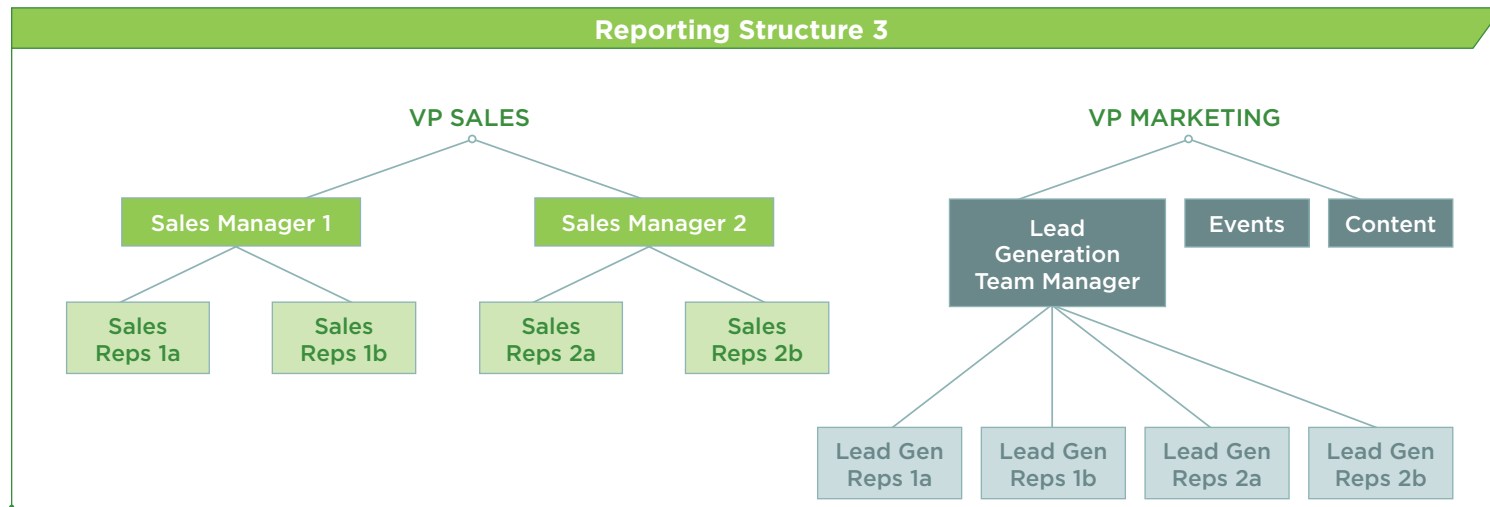 Reporting Structure 3
VP SALES
VP MARKETING
Sales Manager 1
Sales Manager 2
Lead
Generation
Team Manager
Events
Content
Sales
Reps 1a
Sales
Reps 1b
Sales
Reps 2a
Sales
Reps 2b
Lead Gen
Reps 1a
Lead Gen
Reps 1b
Lead Gen
Reps 2a
Lead Gen
Reps 2b